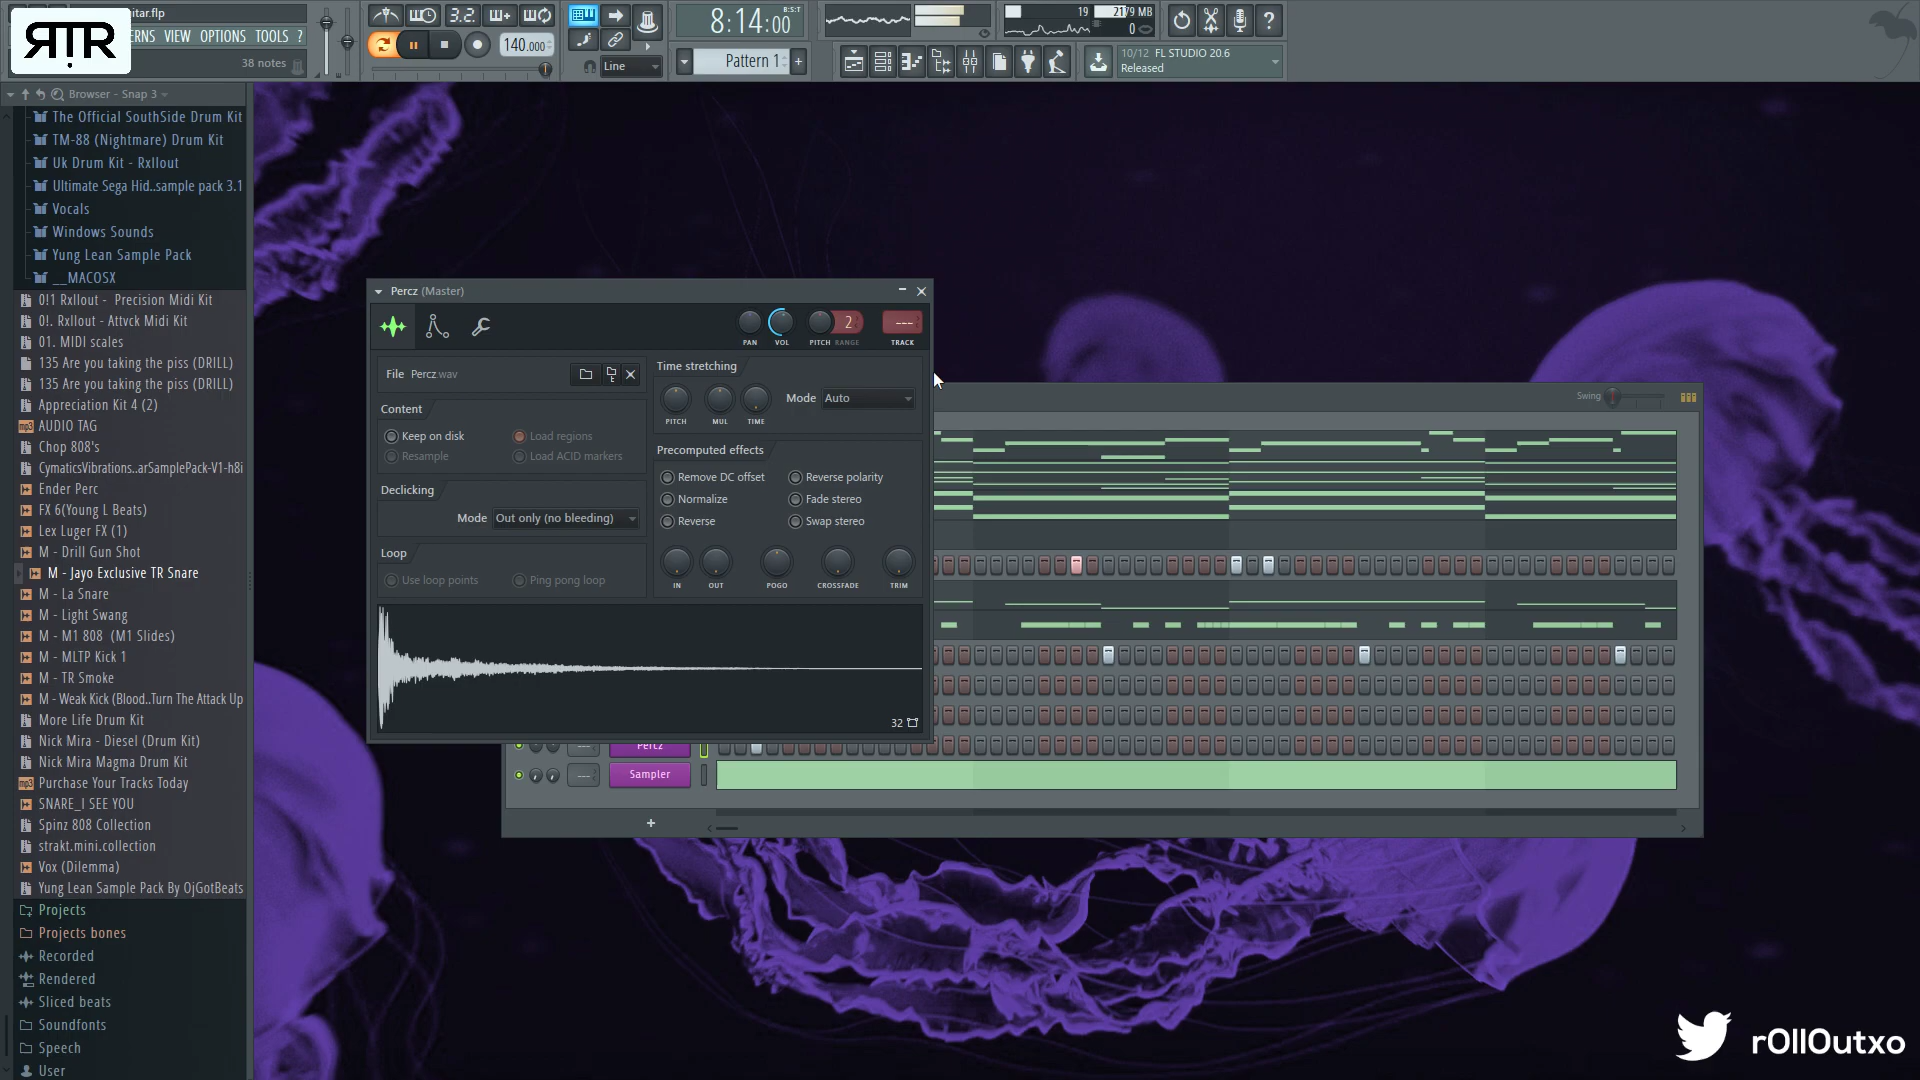 RTR
itar.flp
ERNS VIEW OPTIONS TOOLS ?
38 notes
3.2.
140.000
Line
8:14:00
B:S:T
Pattern 1
+
19
2179 MB
0
10/12 FL STUDIO 20.6
Released
?
Browser - Snap 3
The Official SouthSide Drum Kit
TM-88 (Nightmare) Drum Kit
Uk Drum Kit - Rxllout
Ultimate Sega Hid..sample pack 3.1
Vocals
Windows Sounds
Yung Lean Sample Pack
__MACOSX
0!1 Rxllout - Precision Midi Kit
0!. Rxllout - Attvck Midi Kit
01. MIDI scales
135 Are you taking the piss (DRILL)
135 Are you taking the piss (DRILL)
Appreciation Kit 4 (2)
mp3 AUDIO TAG
Chop 808's
CymaticsVibrations..arSamplePack-V1-h8i
Ender Perc
FX 6(Young L Beats)
Lex Luger FX (1)
M - Drill Gun Shot
M - Jayo Exclusive TR Snare
M - La Snare
M - Light Swang
M - M1 808 (M1 Slides)
M - MLTP Kick 1
M - TR Smoke
M - Weak Kick (Blood..Turn The Attack Up
More Life Drum Kit
Nick Mira - Diesel (Drum Kit)
Nick Mira Magma Drum Kit
mp3 Purchase Your Tracks Today
SNARE_I SEE YOU
Spinz 808 Collection
strakt.mini.collection
Vox (Dilemma)
Yung Lean Sample Pack By OjGotBeats
Projects
Projects bones
Recorded
Rendered
Sliced beats
Soundfonts
Speech
User
Percz (Master)
PAN
VOL
PITCH RANGE
2
---
TRACK
File Percz.wav
Content
Keep on disk
Load regions
Resample
Load ACID markers
Declicking
Mode Out only (no bleeding)
Loop
Use loop points
Ping pong loop
Time stretching
PITCH
MUL
TIME
Mode Auto
Precomputed effects
Remove DC offset
Reverse polarity
Normalize
Fade stereo
Reverse
Swap stereo
IN
OUT
POGO
CROSSFADE
TRIM
32
Swing
---
Percz
---
Sampler
+
rOllOutxo